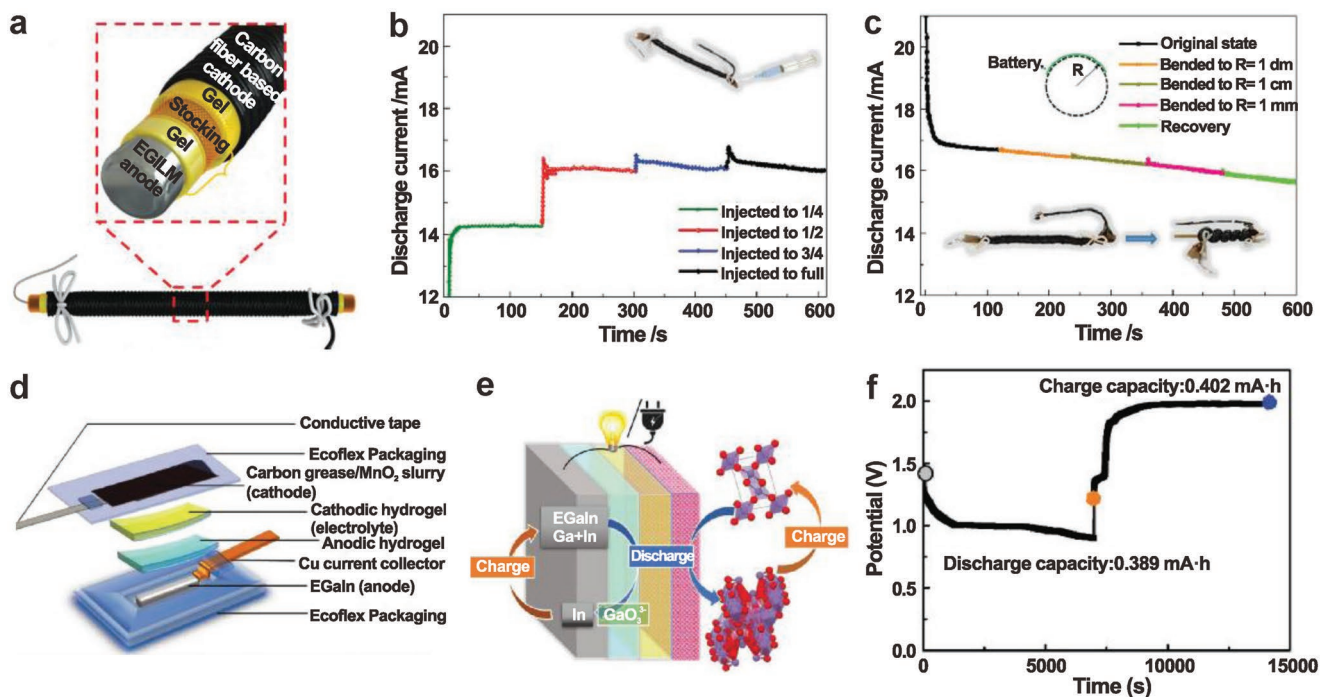 a
Carbon
fiber based
cathode
Gel
Stocking
Gel
EGILM
anode
b
Discharge current /mA
20
18
16
14
12
Injected to 1/4
Injected to 1/2
Injected to 3/4
Injected to full
0 100 200 300 400 500 600
Time /s
c
Discharge current/mA
20
18
16
14
12
Battery
R
Original state
Bended to R= 1 dm
Bended to R= 1 cm
Bended to R= 1 mm
Recovery
0 100 200 300 400 500 600
Time /s
d
Conductive tape
Ecoflex Packaging
Carbon grease/MnO₂ slurry
(cathode)
Cathodic hydrogel
(electrolyte)
Anodic hydrogel
Cu current collector
EGaIn (anode)
Ecoflex Packaging
e
EGaIn
Ga+In
Charge
Discharge
Charge
In
GaO₃³⁻
f
Potential (V)
2.0
1.5
1.0
0.5
0.0
Charge capacity:0.402 mA·h
Discharge capacity:0.389 mA·h
0 5000 10000 15000
Time (s)